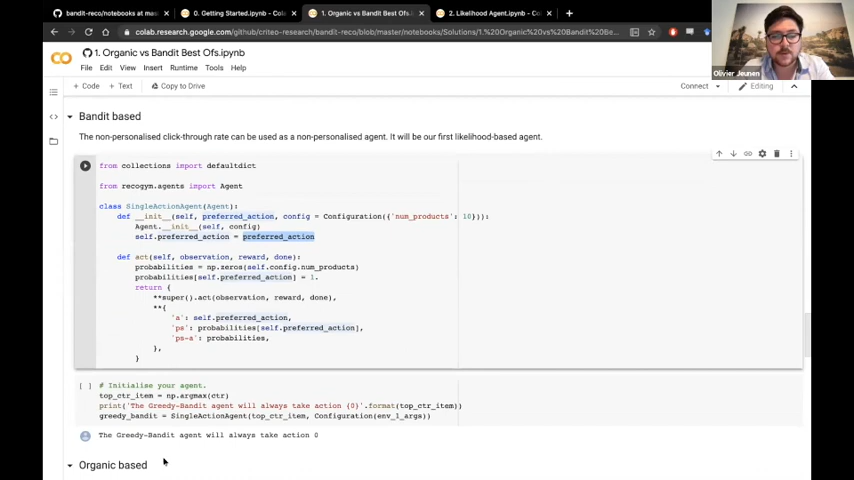 bandit-reco/notebooks at mas
0. Getting Started.ipynb - Cola
1. Organic vs Bandit Best Of's.
2. Likelihood Agent.ipynb - Col
colab.research.google.com/github/criteo-research/bandit-reco/blob/master/notebooks/Solutions/1.%20Organic%20vs%20Bandit%20Be...
1. Organic vs Bandit Best Ofs.ipynb
File Edit View Insert Runtime Tools Help
+ Code + Text Copy to Drive
Connect
Editing
Olivier Jeunen
Bandit based
The non-personalised click-through rate can be used as a non-personalised agent. It will be our first likelihood-based agent.
from collections import defaultdict
from recogym.agents import Agent
class SingleActionAgent(Agent):
def __init__(self, preferred_action, config = Configuration({'num_products': 10})):
Agent.__init__(self, config)
self.preferred_action = preferred_action
def act(self, observation, reward, done):
probabilities = np.zeros(self.config.num_products)
probabilities[self.preferred_action] = 1.
return {
**super().act(observation, reward, done),
**{
'a': self.preferred_action,
'ps': probabilities[self.preferred_action],
'ps-a': probabilities,
},
}
[ ] # Initialise your agent.
top_ctr_item = np.argmax(ctr)
print('The Greedy-Bandit agent will always take action {0}'.format(top_ctr_item))
greedy_bandit = SingleActionAgent(top_ctr_item, Configuration(env_1_args))
The Greedy-Bandit agent will always take action 0
Organic based